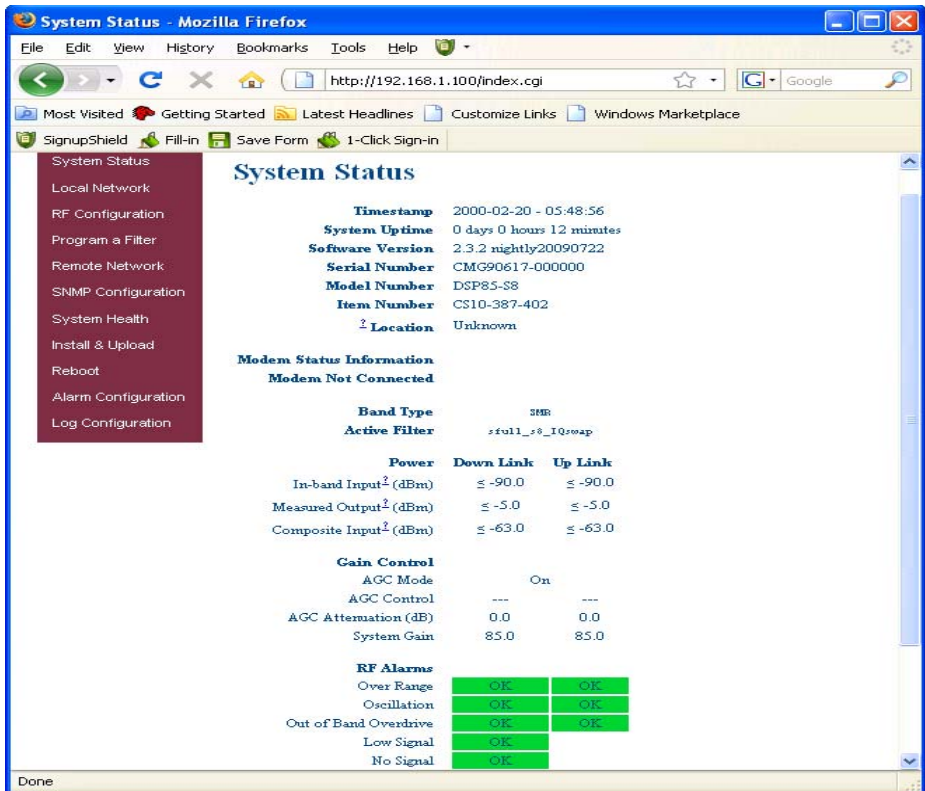 System Status - Mozilla Firefox
File Edit View History Bookmarks Tools Help
http://192.168.1.100/index.cgi
G Google
Most Visited Getting Started Latest Headlines Customize Links Windows Marketplace
SignupShield Fill-in Save Form 1-Click Sign-in
System Status
Local Network
RF Configuration
Program a Filter
Remote Network
SNMP Configuration
System Health
Install & Upload
Reboot
Alarm Configuration
Log Configuration
System Status
Timestamp 2000-02-20 - 05:48:56
System Uptime 0 days 0 hours 12 minutes
Software Version 2.3.2 nightly20090722
Serial Number CMG90617-000000
Model Number DSP85-S8
Item Number CS10-387-402
? Location Unknown
Modem Status Information
Modem Not Connected
Band Type SMR
Active Filter sfull_s8_IQswap
Power Down Link Up Link
In-band Input ? (dBm) ≤ -90.0 ≤ -90.0
Measured Output ? (dBm) ≤ -5.0 ≤ -5.0
Composite Input ? (dBm) ≤ -63.0 ≤ -63.0
Gain Control
AGC Mode On
AGC Control --- ---
AGC Attenuation (dB) 0.0 0.0
System Gain 85.0 85.0
RF Alarms
Over Range OK OK
Oscillation OK OK
Out of Band Overdrive OK OK
Low Signal OK
No Signal OK
Done